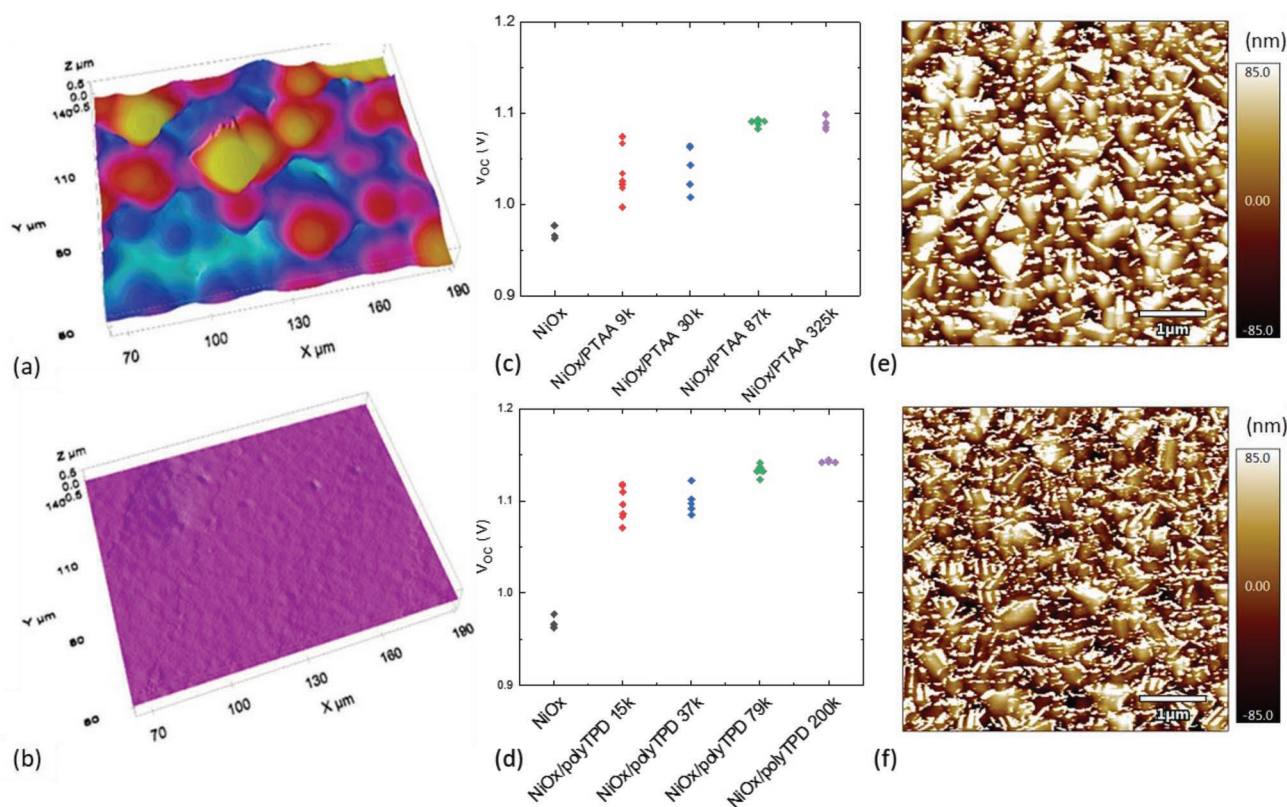 Z µm
0.5
0.0
-0.5
140
110
80
50
Y µm
70
100
130
160
190
X µm
(a)
1.2
1.1
1.0
0.9
V_OC (V)
NiOx
NiOx/PTAA 9k
NiOx/PTAA 30k
NiOx/PTAA 87k
NiOx/PTAA 325k
(c)
(nm)
85.0
0.00
-85.0
1µm
(e)
Z µm
0.5
0.0
-0.5
140
110
80
50
Y µm
70
100
130
160
190
X µm
(b)
1.2
1.1
1.0
0.9
V_OC (V)
NiOx
NiOx/polyTPD 15k
NiOx/polyTPD 37k
NiOx/polyTPD 79k
NiOx/polyTPD 200k
(d)
(nm)
85.0
0.00
-85.0
1µm
(f)